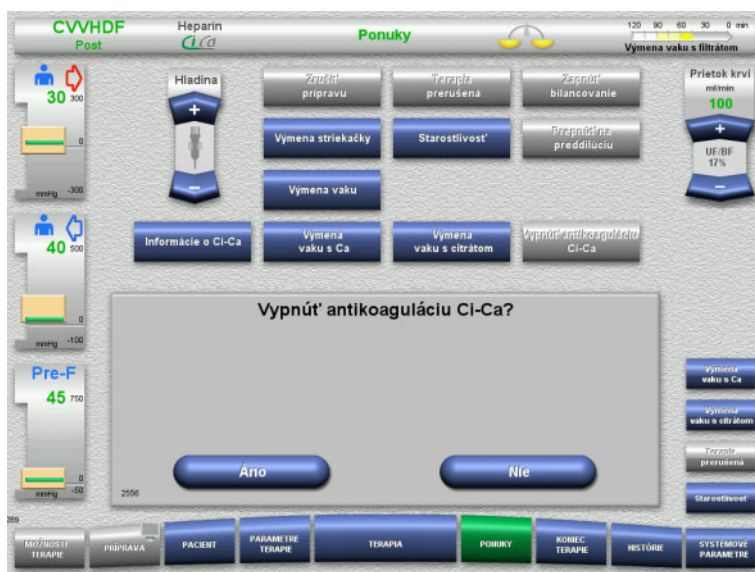 CVVHDF
Post
Heparin
CiCa
Ponuky
120 90 60 30 0 min
Výmena vaku s filtrátom
30 300
0
mmHg -300
Hladina
+
−
Zrušiť
prípravu
Terapia
prerušená
Zapnúť
bilancovanie
Výmena striekačky
Starostlivosť
Prepnúť na
preddilúciu
Výmena vaku
Prietok krvi
ml/min
100
+
UF/BF
17%
−
40 500
0
-100
mmHg
Informácie o Ci-Ca
Výmena
vaku s Ca
Výmena
vaku s citrátom
Vypnúť antikoaguláciu
Ci-Ca
Vypnúť antikoaguláciu Ci-Ca?
Áno
Nie
2556
Pre-F
45 750
0
mmHg -50
Výmena
vaku s Ca
Výmena
vaku s citrátom
Terapia
prerušená
Starostlivosť
289
MOŽNOSTI
TERAPIE
PRÍPRAVA
PACIENT
PARAMETRE
TERAPIE
TERAPIA
PONUKY
KONIEC
TERAPIE
HISTÓRIE
SYSTÉMOVÉ
PARAMETRE